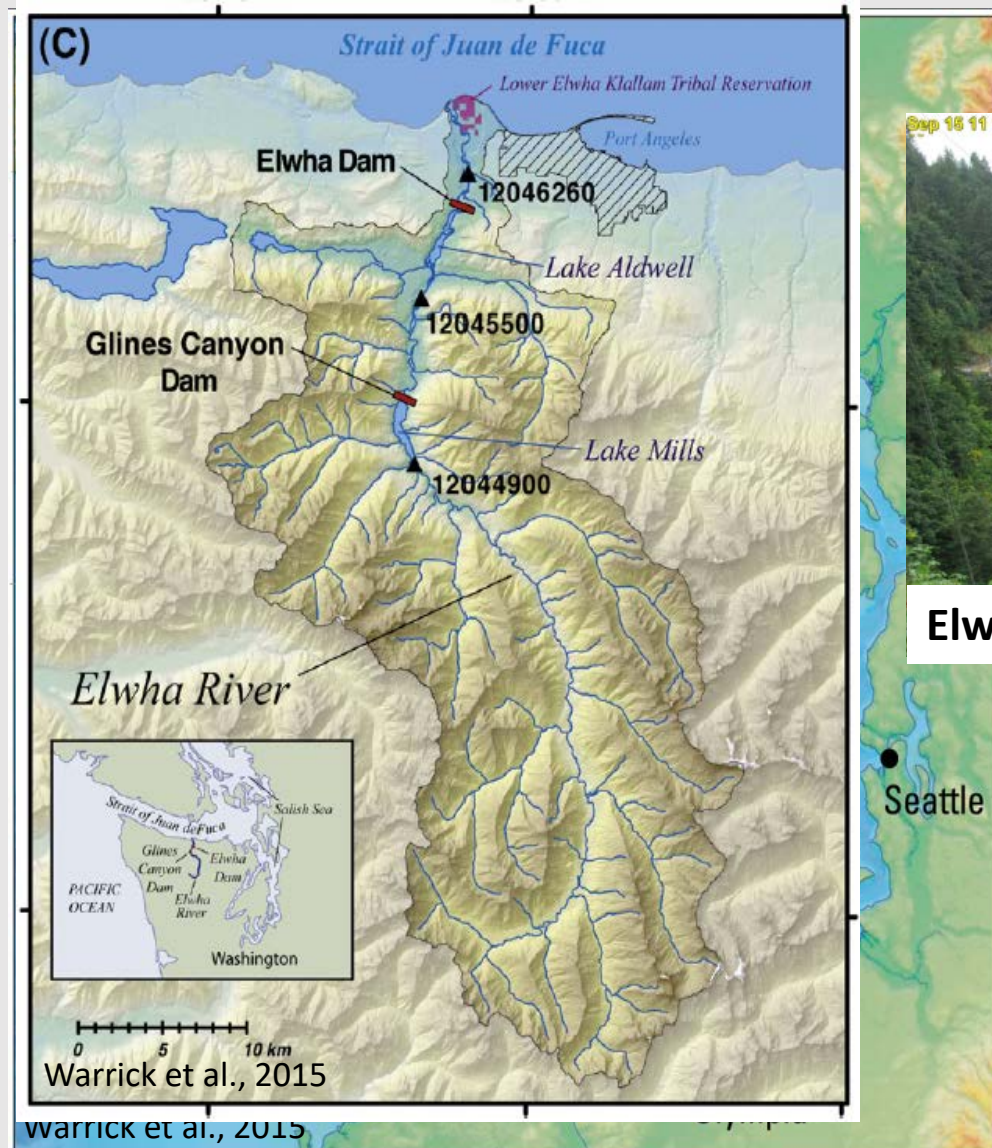 (C)
Strait of Juan de Fuca
Lower Elwha Klallam Tribal Reservation
Port Angeles
Elwha Dam
12046260
Lake Aldwell
12045500
Glines Canyon
Dam
Lake Mills
12044900
Elwha River
Strait of Juan de Fuca
Salish Sea
Glines
Canyon
Dam
Elwha
Dam
Elwha
River
PACIFIC
OCEAN
Washington
0 5 10 km
Warrick et al., 2015
Warrick et al., 2015
Sep 15 11
Elw
Seattle